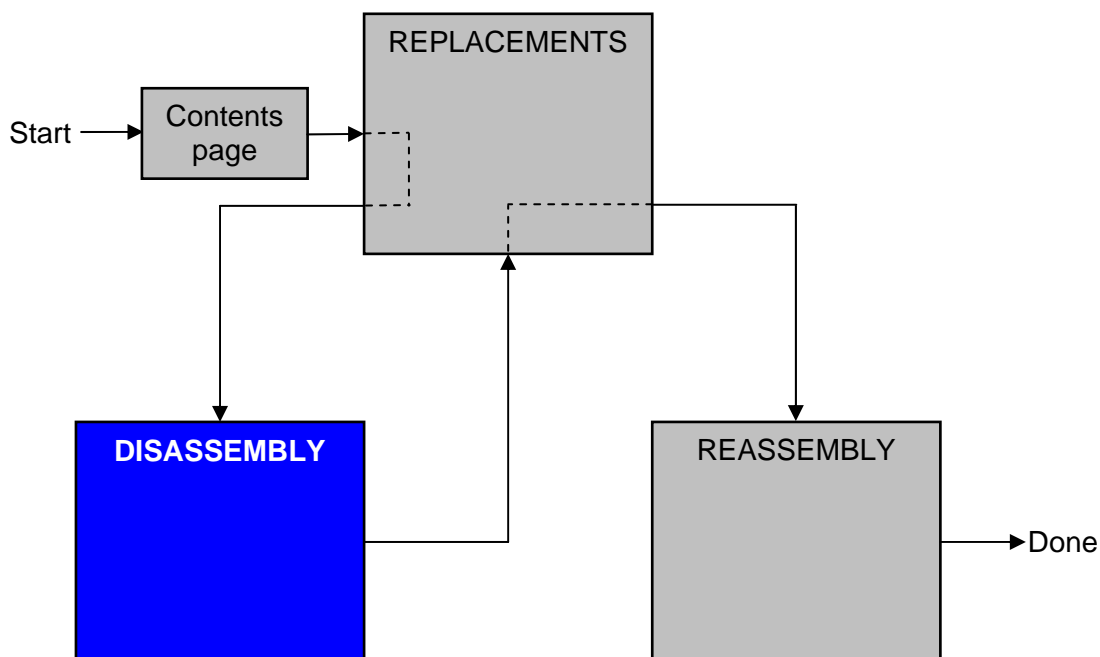 REPLACEMENTS
Start
Contents
page
DISASSEMBLY
REASSEMBLY
Done